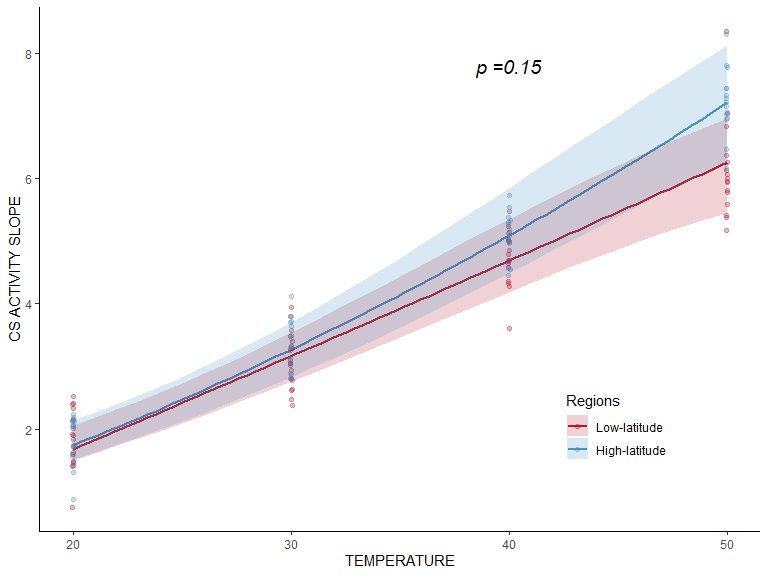 p =0.15
8
6
4
2
CS ACTIVITY SLOPE
Regions
Low-latitude
High-latitude
20 30 40 50
TEMPERATURE